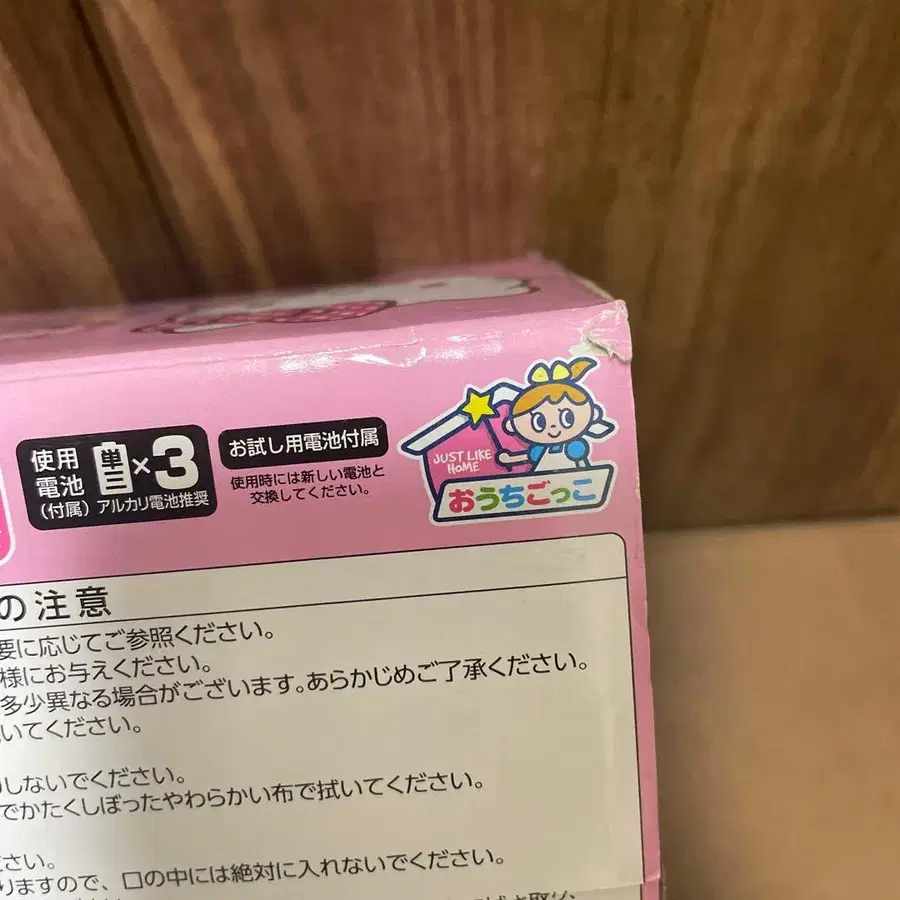 使用
電池
(付属)
単三×3
アルカリ電池推奨
お試し用電池付属
使用時には新しい電池と
交換してください。
JUST LIKE
HOME
おうちごっこ
の注意
要に応じてご参照ください。
様にお与えください。
多少異なる場合がございます。あらかじめご了承ください。
いてください。
しないでください。
でかたくしぼったやわらかい布で拭いてください。
ださい。
りますので、口の中には絶対に入れないでください。